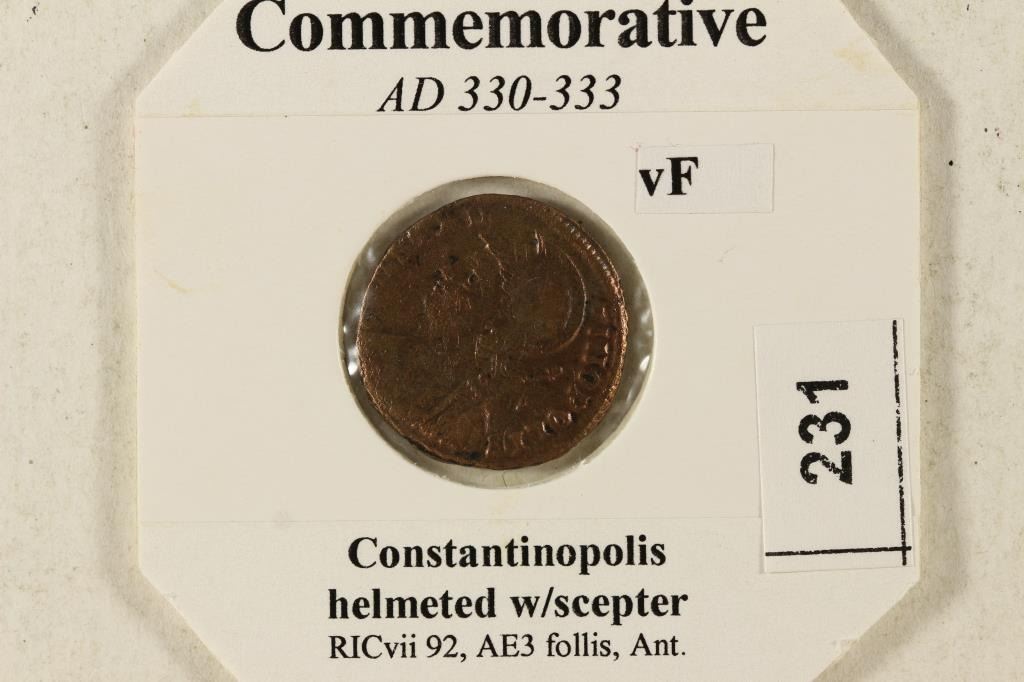 Commemorative
AD 330-333
vF
231
Constantinopolis
helmeted w/scepter
RICvii 92, AE3 follis, Ant.